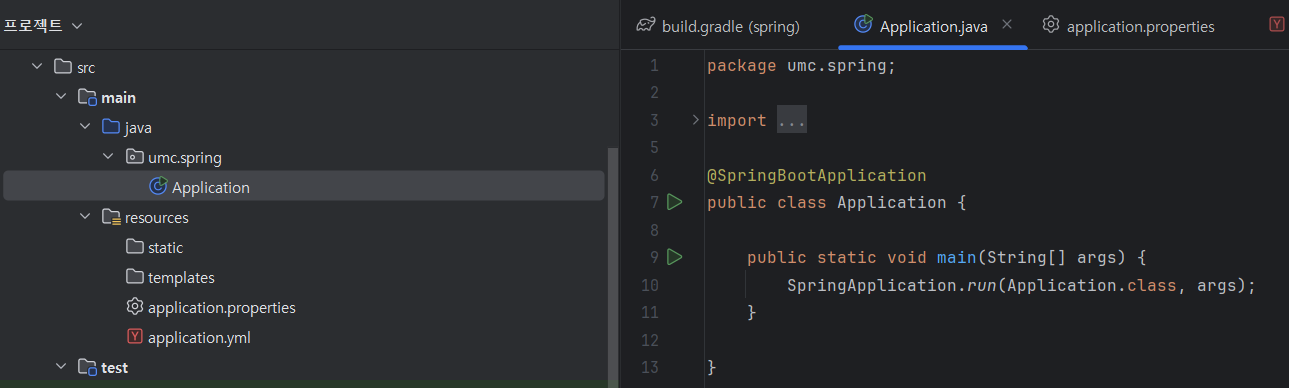 프로젝트
src
main
java
umc.spring
Application
resources
static
templates
application.properties
application.yml
test
build.gradle (spring) Application.java application.properties
1 package umc.spring;
2
3 import ...
5
6 @SpringBootApplication
7 public class Application {
8
9 public static void main(String[] args) {
10 SpringApplication.run(Application.class, args);
11 }
12
13 }